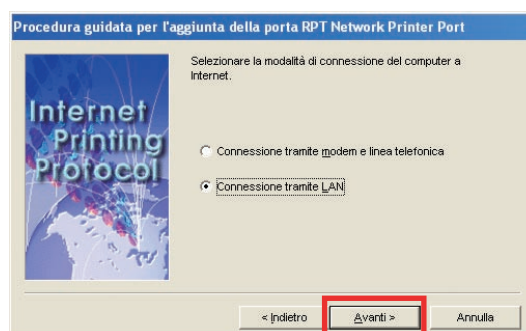 Procedura guidata per l'aggiunta della porta RPT Network Printer Port
Selezionare la modalità di connessione del computer a
Internet.
Internet
Printing
Protocol
Connessione tramite modem e linea telefonica
Connessione tramite LAN
< Indietro
Avanti >
Annulla